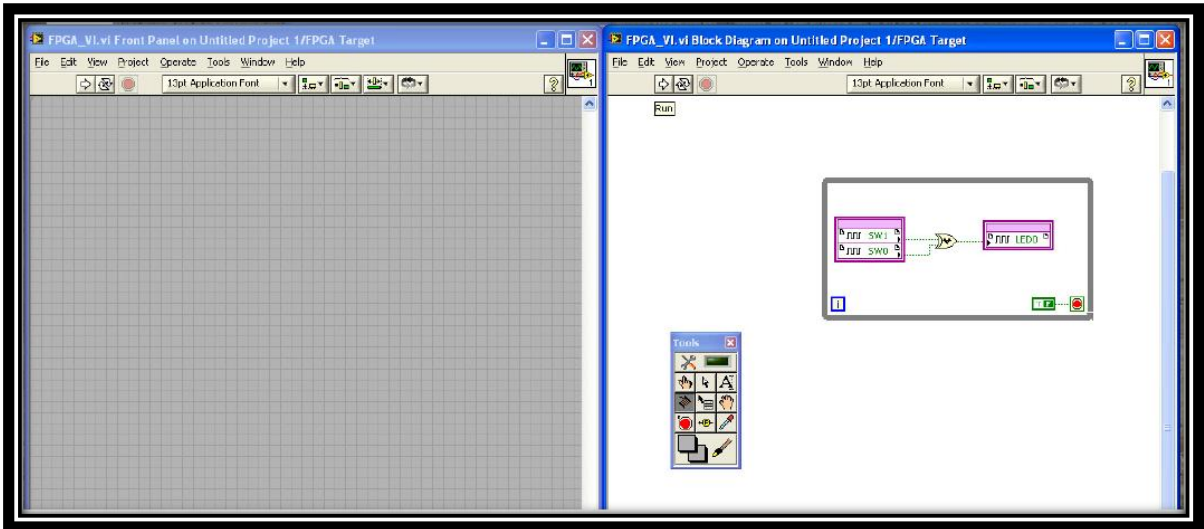 FPGA_VI.vi Front Panel on Untitled Project 1/FPGA Target
File Edit View Project Operate Tools Window Help
13pt Application Font
1
FPGA_VI.vi Block Diagram on Untitled Project 1/FPGA Target
File Edit View Project Operate Tools Window Help
13pt Application Font
1
Run
SW1
SW0
LED0
i
T F
Tools
A